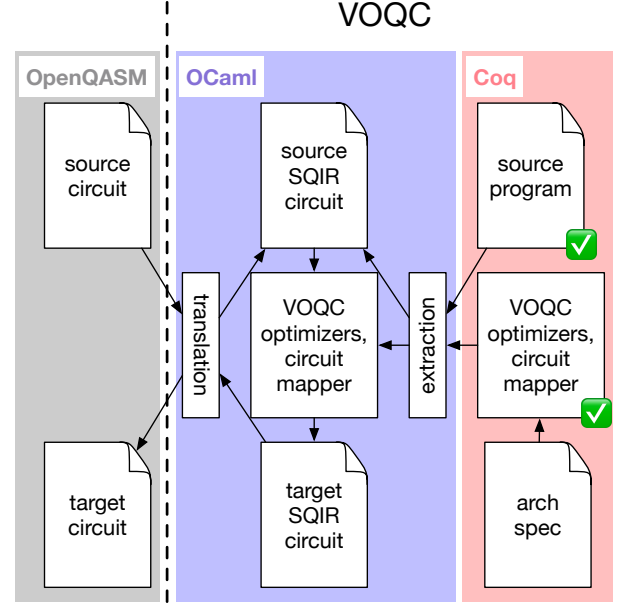 VOQC
OpenQASM
OCaml
Coq
source
circuit
source
SQIR
circuit
source
program
translation
VOQC
optimizers,
circuit
mapper
extraction
VOQC
optimizers,
circuit
mapper
target
circuit
target
SQIR
circuit
arch
spec